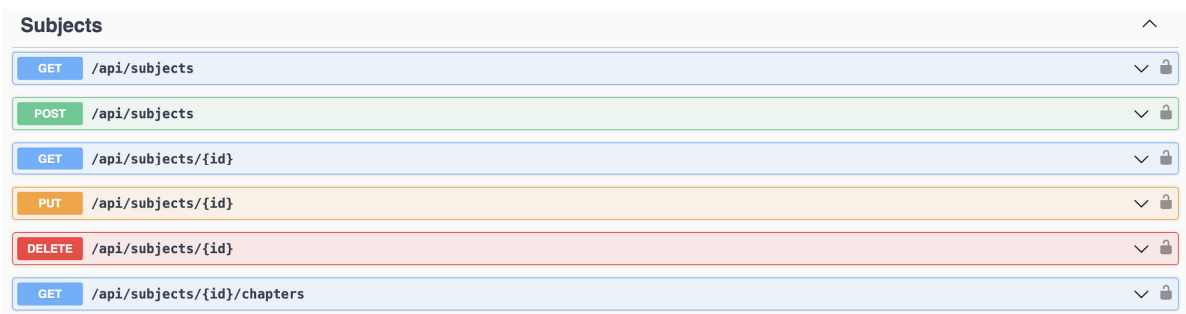 Subjects
GET /api/subjects
POST /api/subjects
GET /api/subjects/{id}
PUT /api/subjects/{id}
DELETE /api/subjects/{id}
GET /api/subjects/{id}/chapters